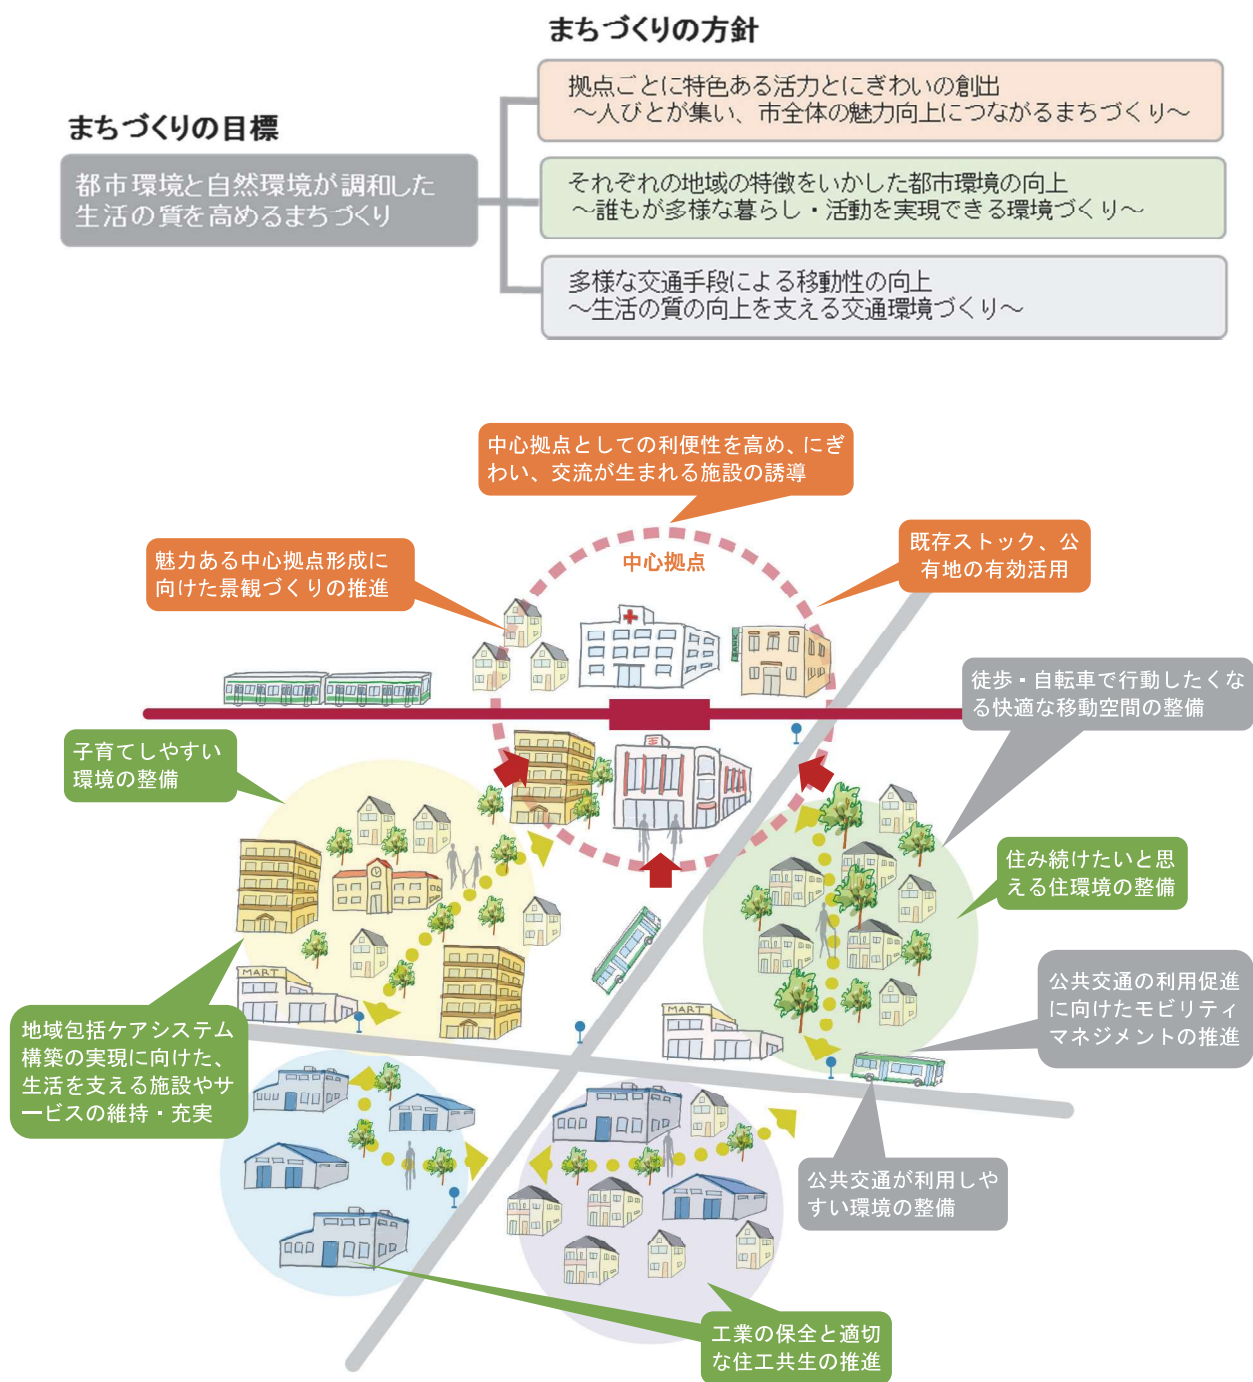 まちづくりの方針
拠点ごとに特色ある活力とにぎわいの創出
～人びとが集い、市全体の魅力向上につながるまちづくり～
まちづくりの目標
都市環境と自然環境が調和した
生活の質を高めるまちづくり
それぞれの地域の特徴をいかした都市環境の向上
～誰もが多様な暮らし・活動を実現できる環境づくり～
多様な交通手段による移動性の向上
～生活の質の向上を支える交通環境づくり～
中心拠点としての利便性を高め、にぎ
わい、交流が生まれる施設の誘導
魅力ある中心拠点形成に
向けた景観づくりの推進
中心拠点
既存ストック、公
有地の有効活用
BANK
徒歩・自転車で行動したくな
る快適な移動空間の整備
子育てしやすい
環境の整備
住み続けたいと思
える住環境の整備
MART
MART
公共交通の利用促進
に向けたモビリティ
マネジメントの推進
地域包括ケアシステム
構築の実現に向けた、
生活を支える施設やサ
ービスの維持・充実
公共交通が利用しや
すい環境の整備
工業の保全と適切
な住工共生の推進